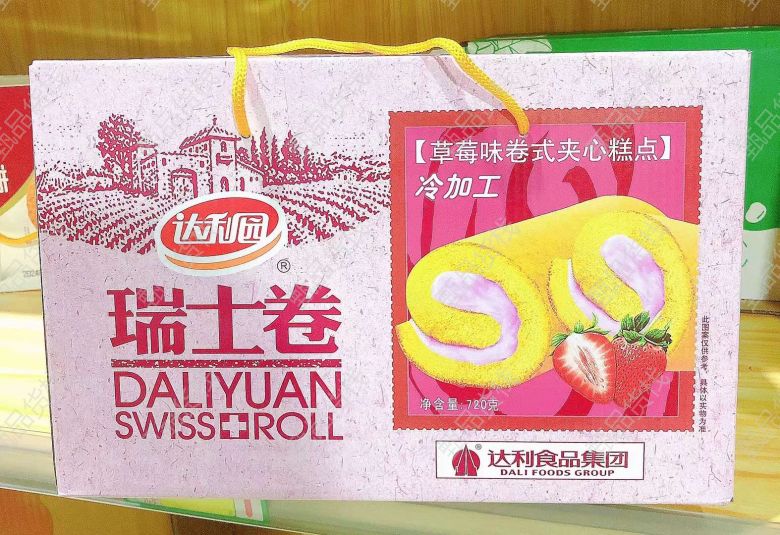 【草莓味卷式夹心糕点】
冷加工
达利园
®
瑞士卷
DALIYUAN
SWISS ROLL
净含量:720克
此图案仅供参考，具体以实物为准
达利食品集团
DALI FOODS GROUP